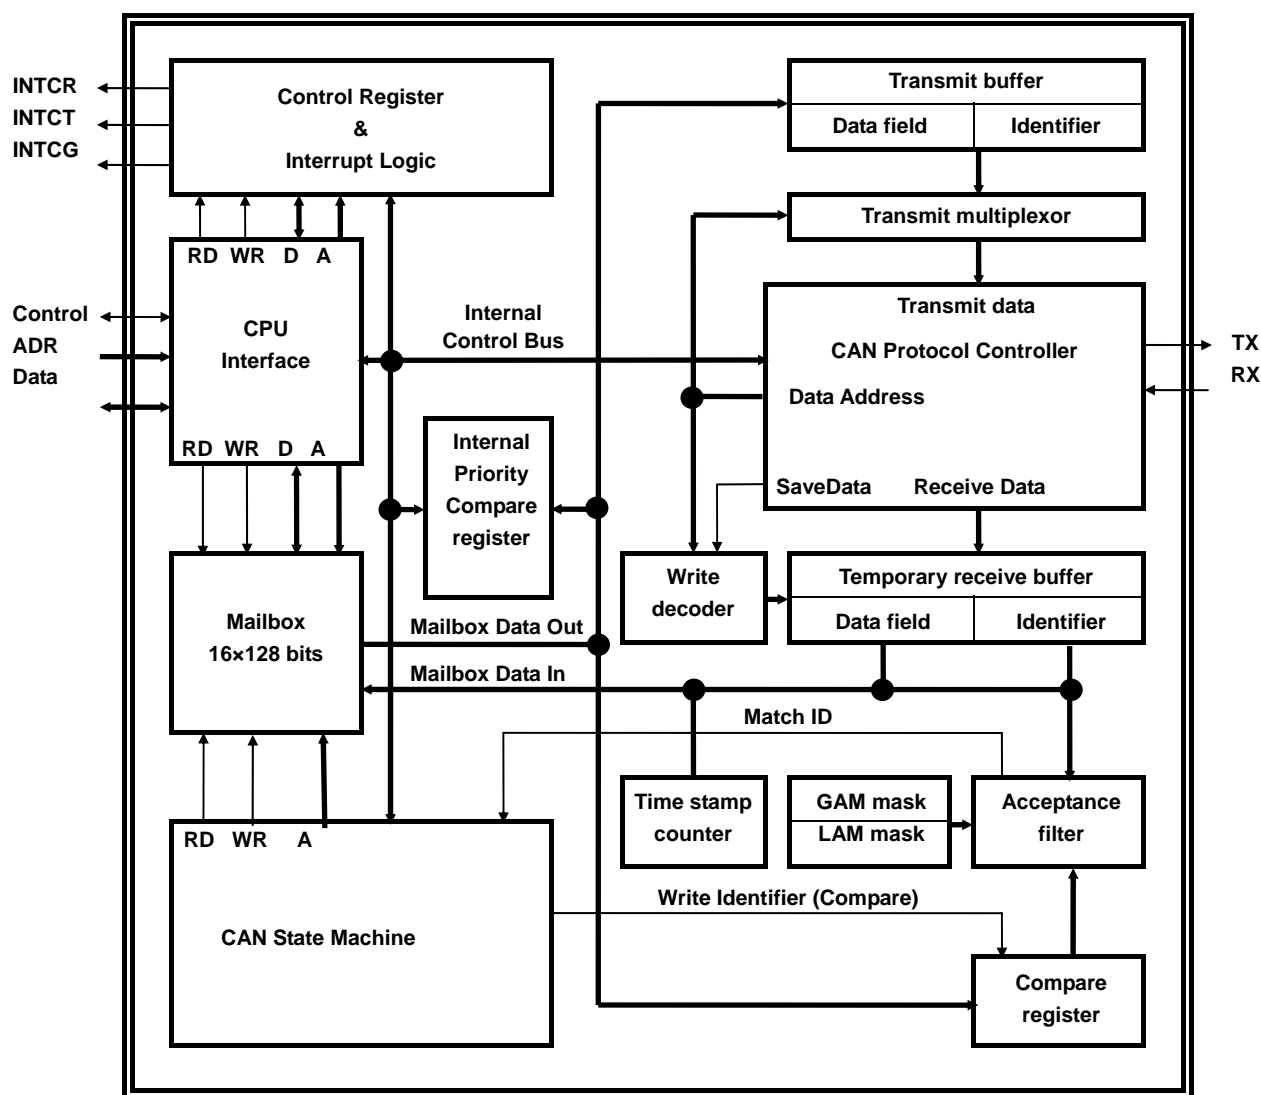 INTCR
INTCT
INTCG
Control Register
&
Interrupt Logic
Transmit buffer
Data field Identifier
Transmit multiplexor
RD WR D A
Control
ADR
Data
CPU
Interface
RD WR D A
Internal
Control Bus
Transmit data
CAN Protocol Controller
Data Address
SaveData Receive Data
TX
RX
Internal
Priority
Compare
register
Write
decoder
Temporary receive buffer
Data field Identifier
Mailbox
16×128 bits
Mailbox Data Out
Mailbox Data In
Match ID
Time stamp
counter
GAM mask
LAM mask
Acceptance
filter
RD WR A
CAN State Machine
Write Identifier (Compare)
Compare
register